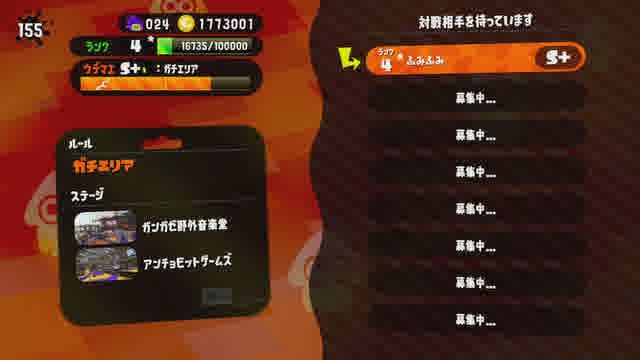 155
024
1773001
ランク 4★ 16735/100000
ウデマエ S+ : ガチエリア
ルール
ガチエリア
ステージ
ガンガゼ野外音楽堂
アンチョビットゲームズ
対戦相手を待っています
ランク 4★ ふみふみ S+
募集中...
募集中...
募集中...
募集中...
募集中...
募集中...
募集中...